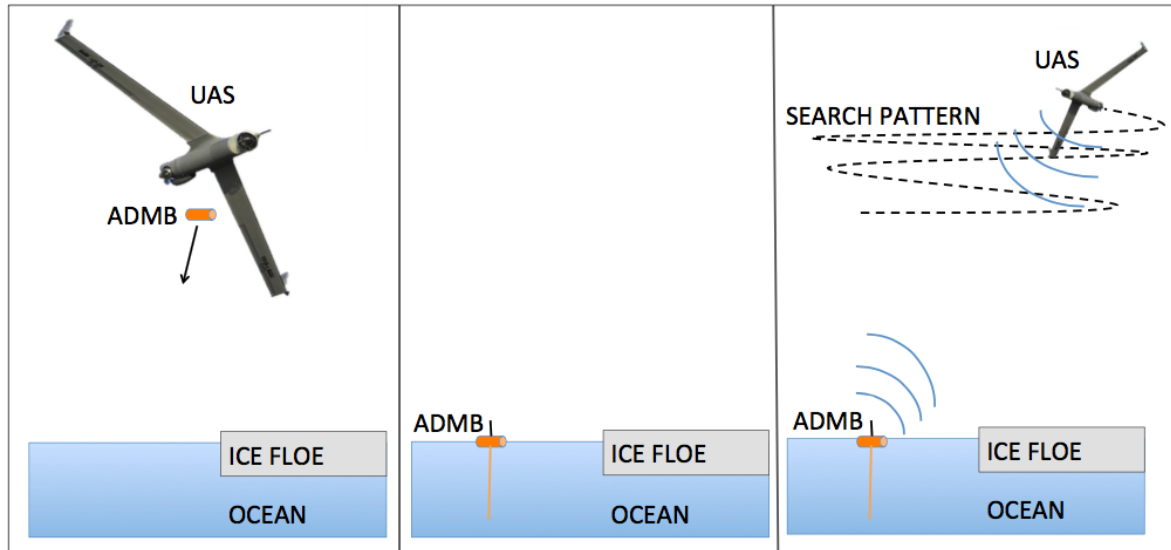 UAS
ADMB
ICE FLOE
OCEAN
ADMB
ICE FLOE
OCEAN
UAS
SEARCH PATTERN
ADMB
ICE FLOE
OCEAN